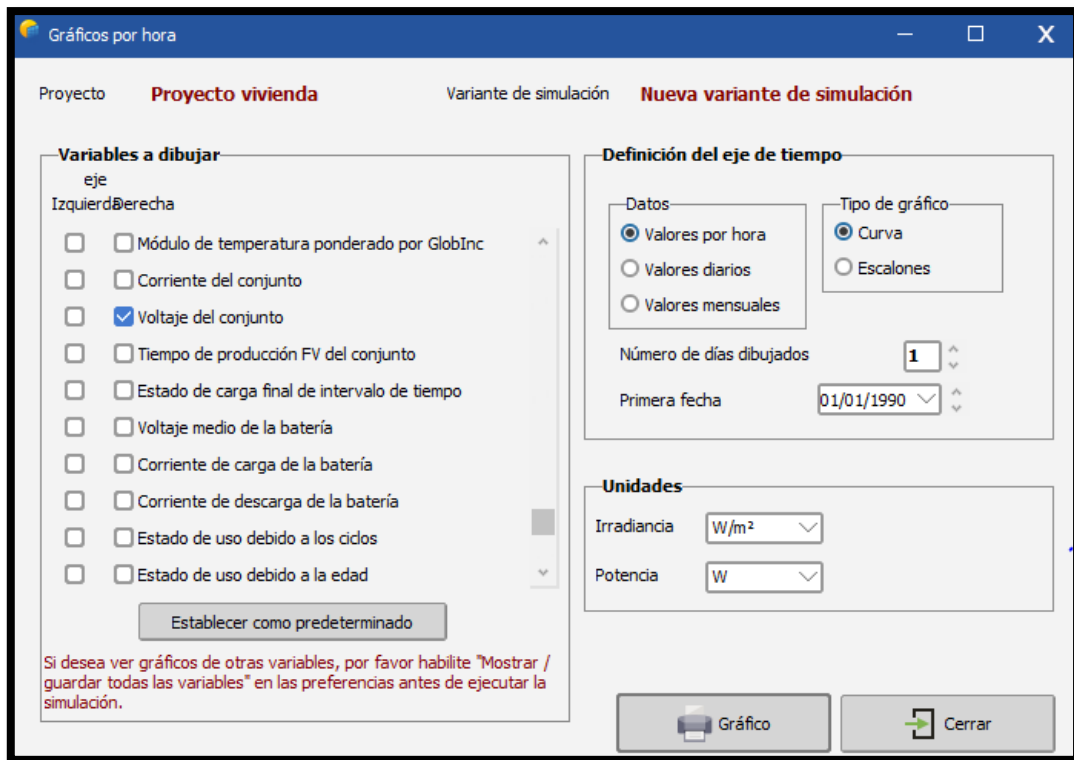 Gráficos por hora
Proyecto Proyecto vivienda Variante de simulación Nueva variante de simulación
Variables a dibujar
eje
Izquierda Derecha
Módulo de temperatura ponderado por GlobInc
Corriente del conjunto
Voltaje del conjunto
Tiempo de producción FV del conjunto
Estado de carga final de intervalo de tiempo
Voltaje medio de la batería
Corriente de carga de la batería
Corriente de descarga de la batería
Estado de uso debido a los ciclos
Estado de uso debido a la edad
Establecer como predeterminado
Si desea ver gráficos de otras variables, por favor habilite "Mostrar /
guardar todas las variables" en las preferencias antes de ejecutar la
simulación.
Definición del eje de tiempo
Datos
Valores por hora
Valores diarios
Valores mensuales
Tipo de gráfico
Curva
Escalones
Número de días dibujados 1
Primera fecha 01/01/1990
Unidades
Irradiancia W/m²
Potencia W
Gráfico
Cerrar